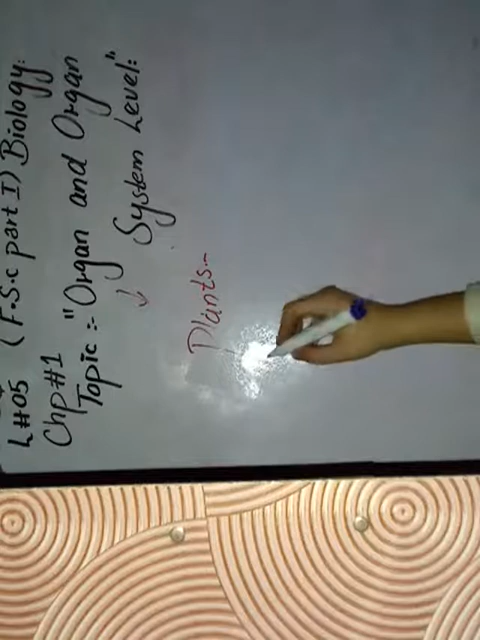 L#05 (F.S.c part I) Biology:
Chp#1
Topic :- "Organ and Organ
System Level":
Plants:-